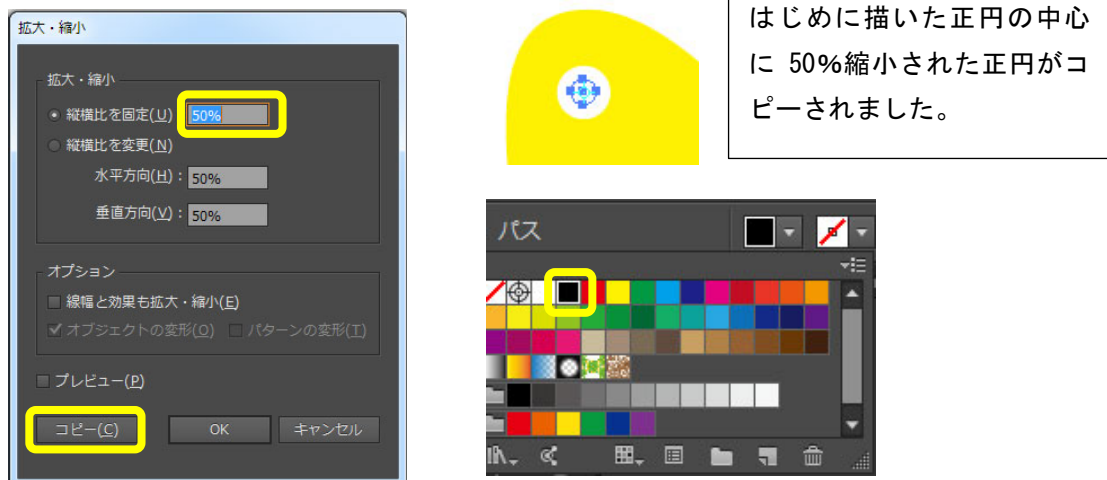 拡大・縮小
拡大・縮小
縦横比を固定(U) 50%
縦横比を変更(N)
水平方向(H)：50%
垂直方向(V)：50%
オプション
線幅と効果も拡大・縮小(E)
オブジェクトの変形(O) パターンの変形(T)
プレビュー(P)
コピー(C) OK キャンセル
はじめに描いた正円の中心
に 50%縮小された正円がコ
ピーされました。
パス